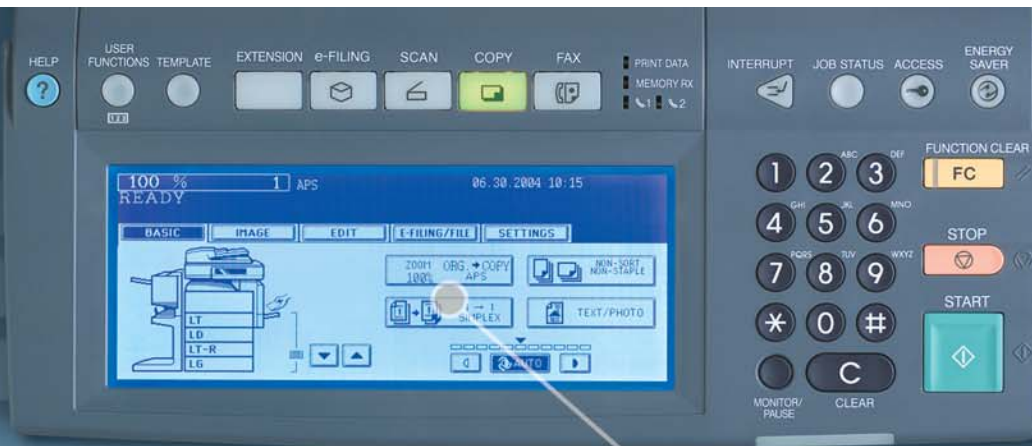 HELP
USER FUNCTIONS
TEMPLATE
EXTENSION
e-FILING
SCAN
COPY
FAX
PRINT DATA
MEMORY RX
1 2
INTERRUPT
JOB STATUS
ACCESS
ENERGY SAVER
?
123
100 % 1 APS
06.30.2004 10:15
READY
BASIC
IMAGE
EDIT
E-FILING/FILE
SETTINGS
ZOOM ORG.→COPY
100% APS
NON-SORT
NON-STAPLE
→ 1
SIMPLEX
TEXT/PHOTO
LT
LD
LT-R
LG
AUTO
1
2 ABC
3 DEF
4 GHI
5 JKL
6 MNO
7 PQRS
8 TUV
9 WXYZ
*
0
#
MONITOR/
PAUSE
C
CLEAR
FUNCTION CLEAR
FC
STOP
START